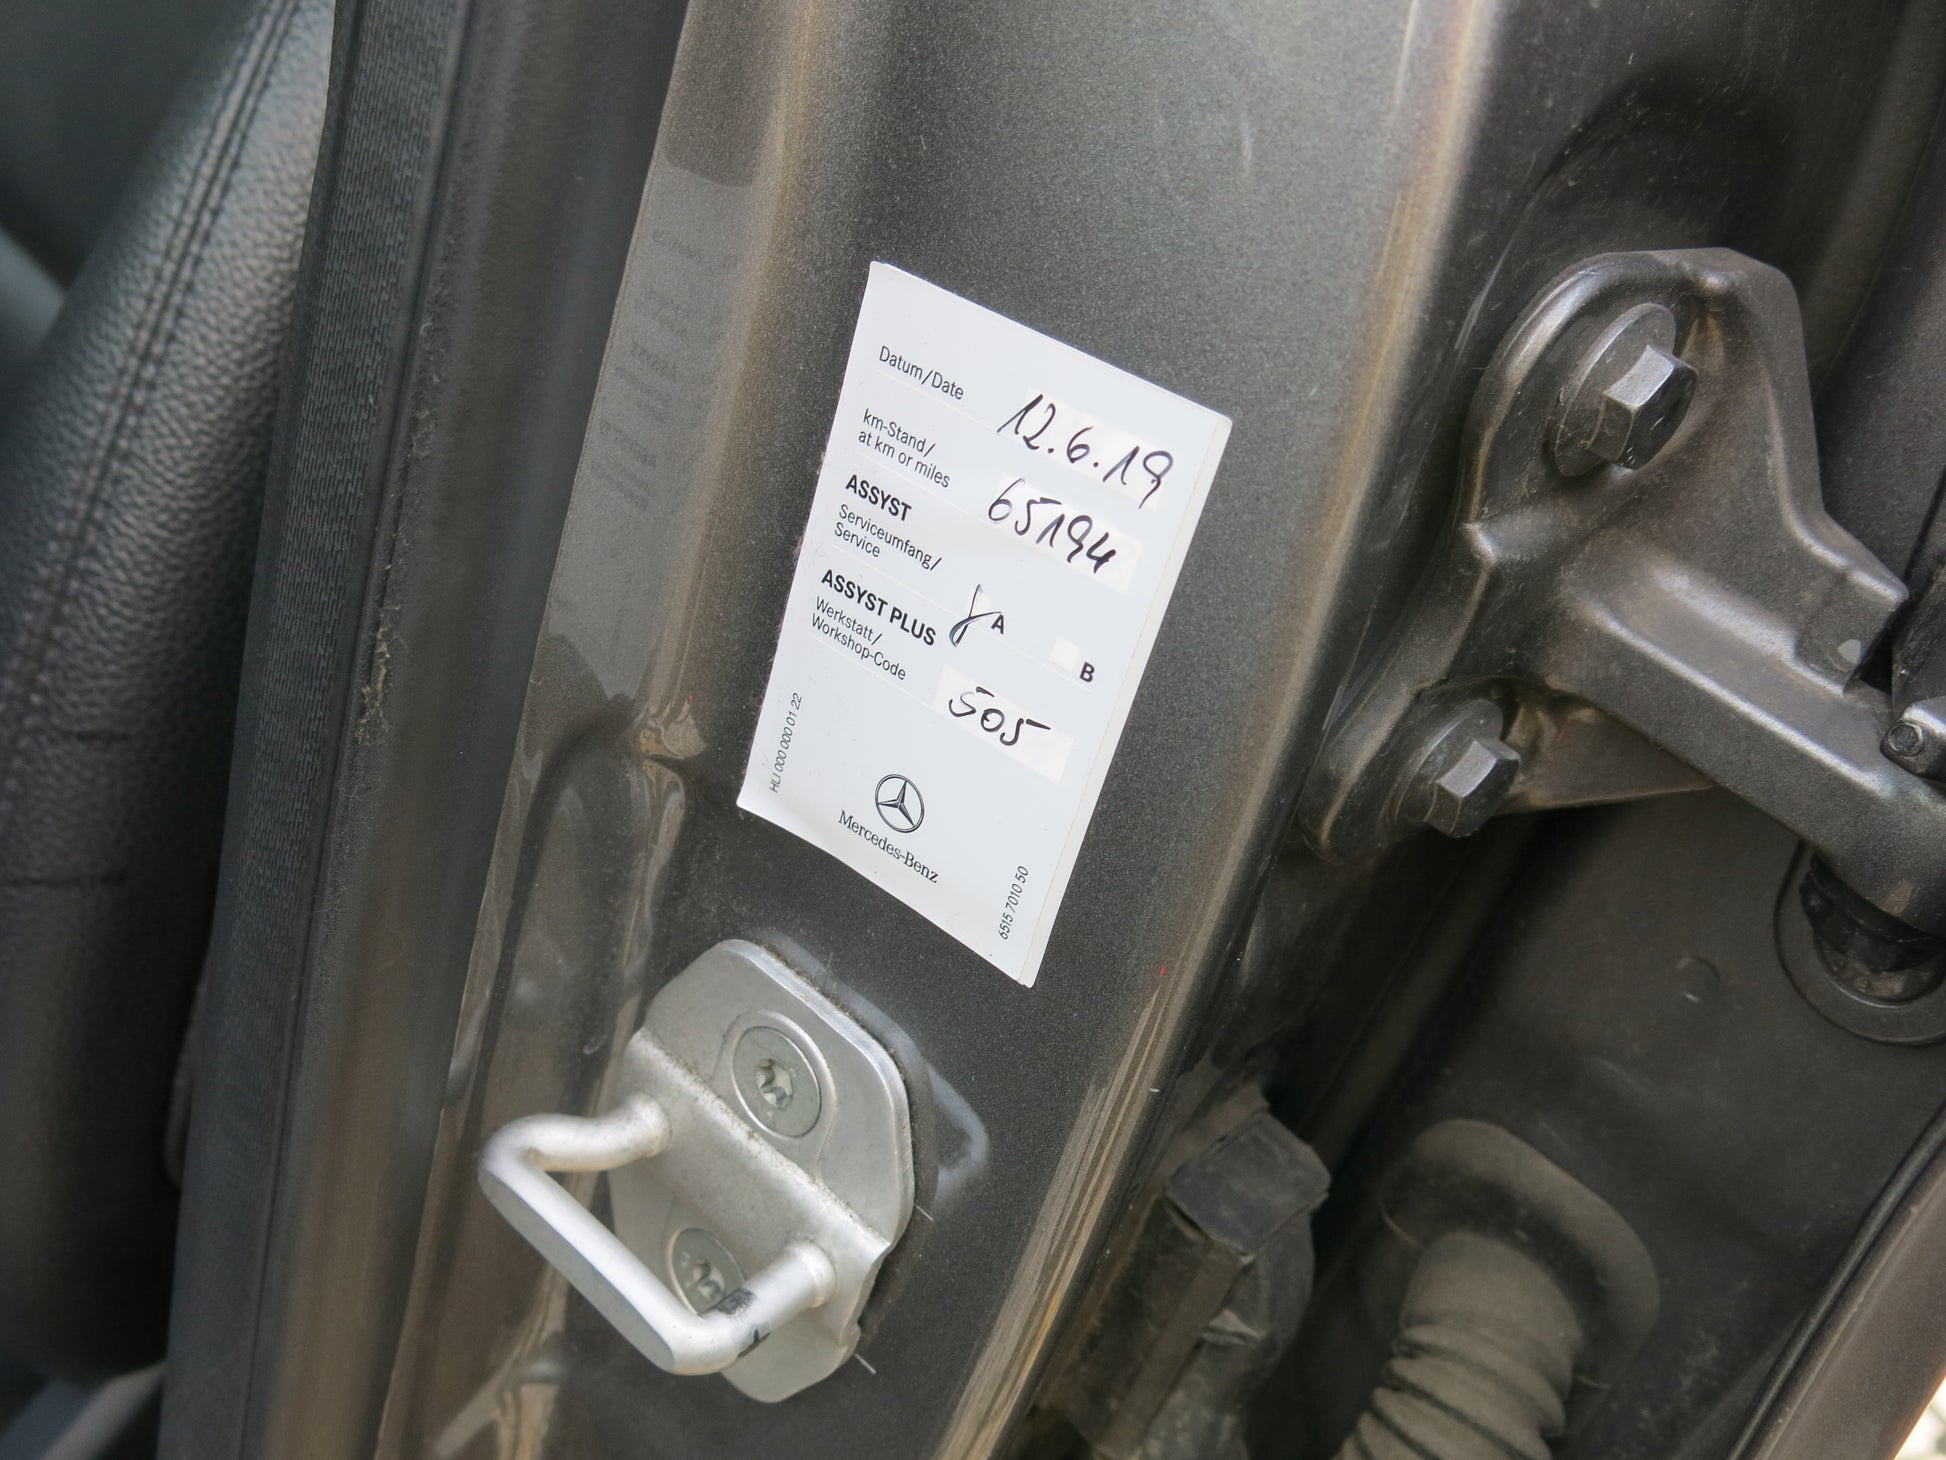 Datum/Date 12.6.19
km-Stand/
at km or miles 65194
ASSYST
Serviceumfang/
Service
ASSYST PLUS A B
Werkstatt/
Workshop-Code 505
HLI 000 000 01 22
Mercedes-Benz
6515 7010 50